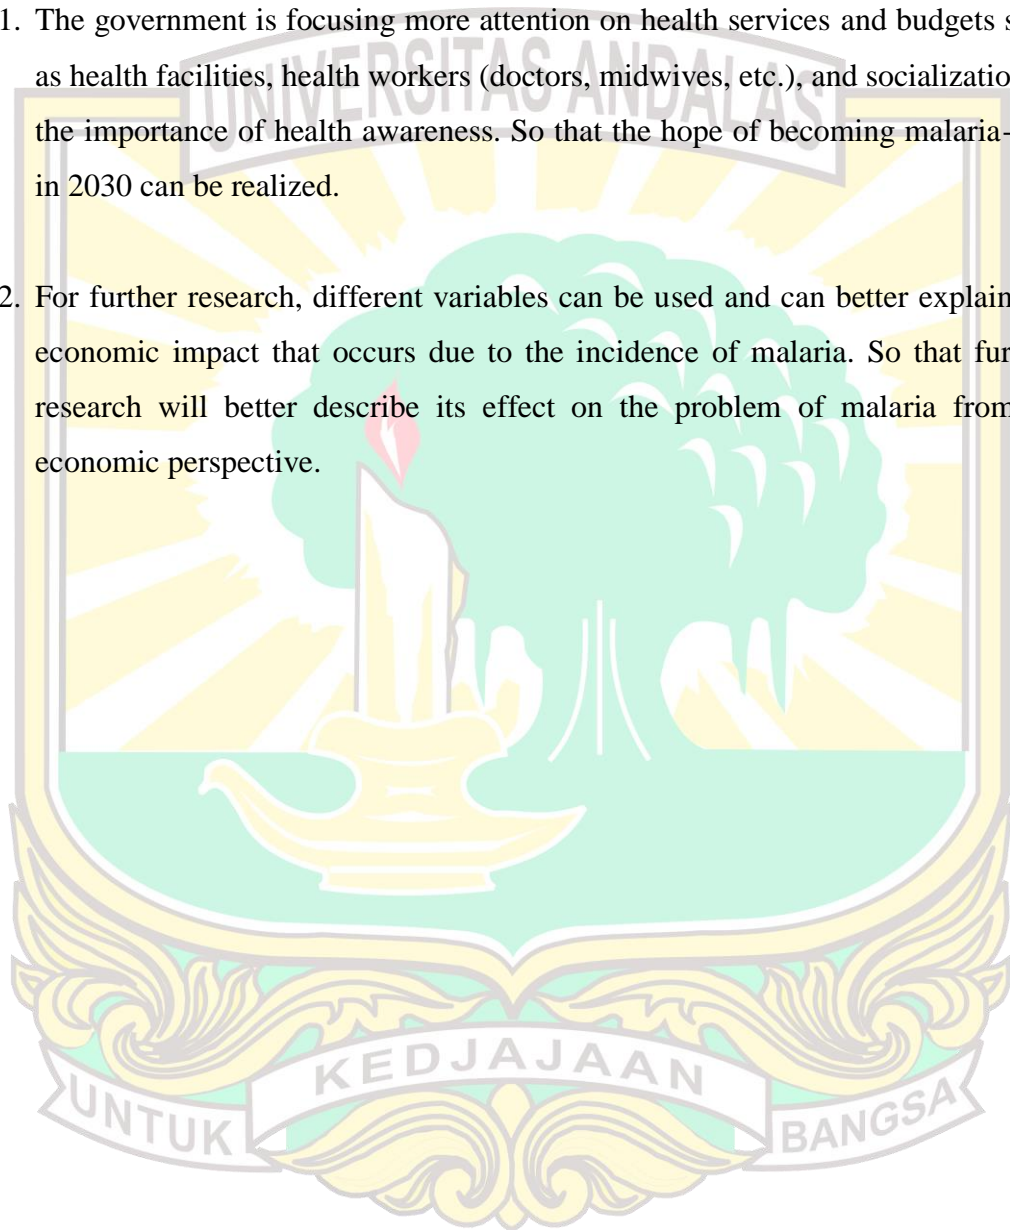 1. The government is focusing more attention on health services and budgets s
as health facilities, health workers (doctors, midwives, etc.), and socializatio
the importance of health awareness. So that the hope of becoming malaria-
in 2030 can be realized.
2. For further research, different variables can be used and can better explain
economic impact that occurs due to the incidence of malaria. So that fur
research will better describe its effect on the problem of malaria from
economic perspective.
UNIVERSITAS ANDALAS
UNTUK KEDJAJAAN BANGSA